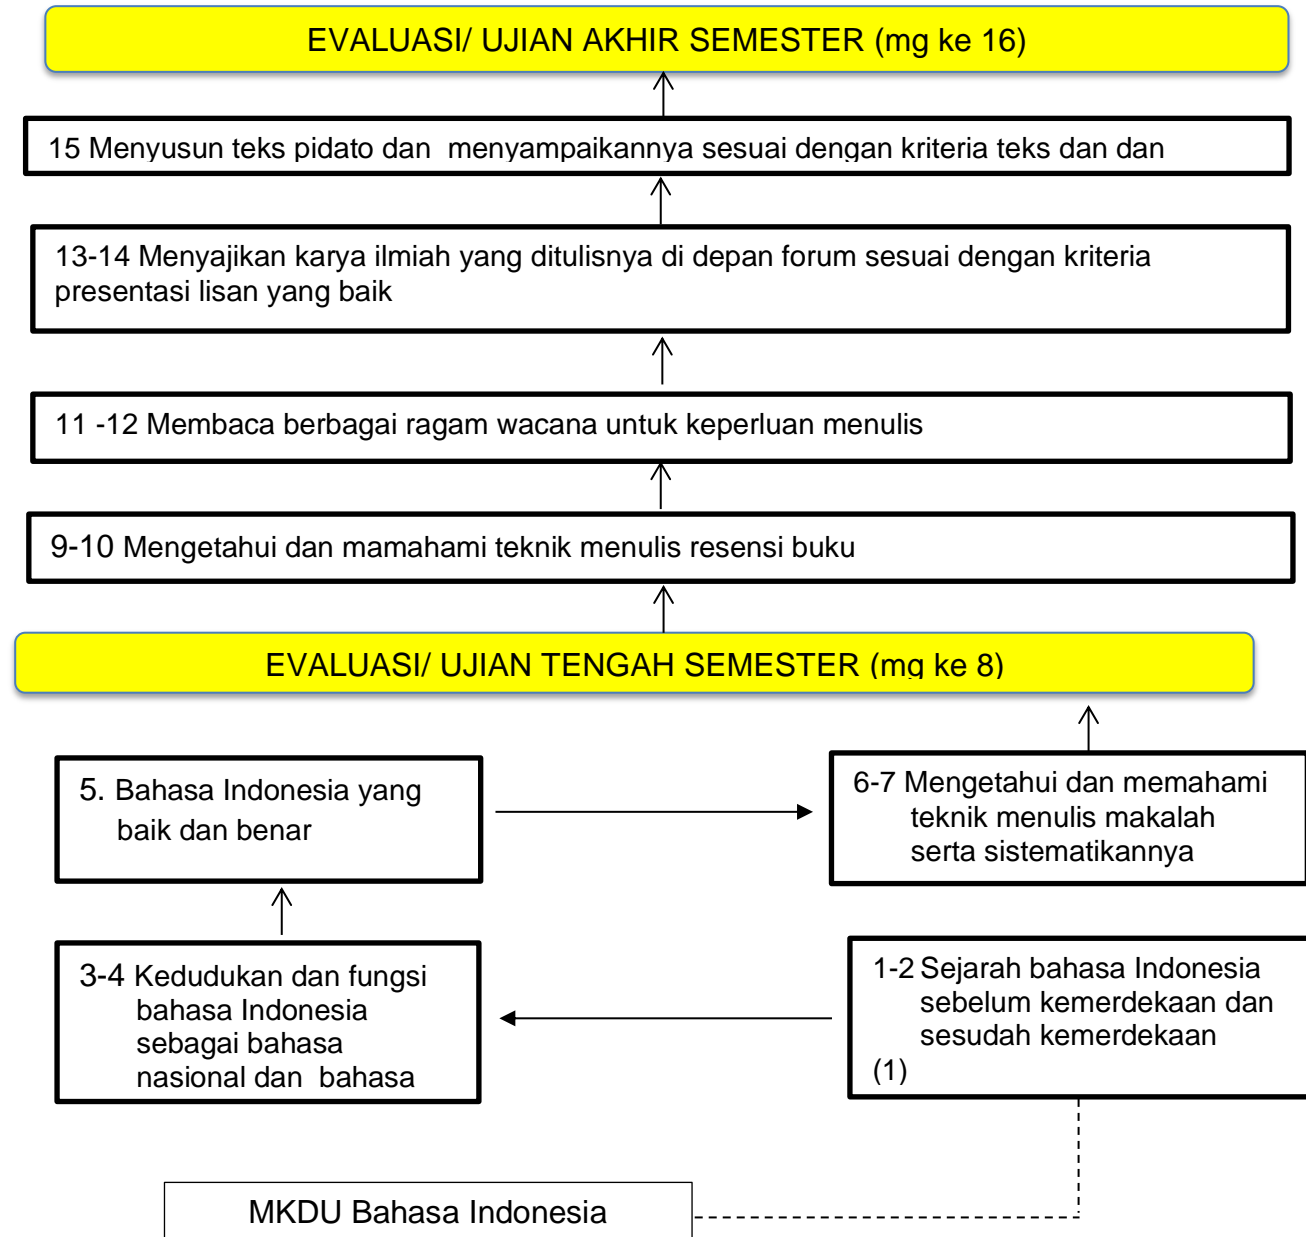 EVALUASI/ UJIAN AKHIR SEMESTER (mg ke 16)
15 Menyusun teks pidato dan menyampaikannya sesuai dengan kriteria teks dan dan
13-14 Menyajikan karya ilmiah yang ditulisnya di depan forum sesuai dengan kriteria
presentasi lisan yang baik
11 -12 Membaca berbagai ragam wacana untuk keperluan menulis
9-10 Mengetahui dan mamahami teknik menulis resensi buku
EVALUASI/ UJIAN TENGAH SEMESTER (mg ke 8)
5. Bahasa Indonesia yang
baik dan benar
6-7 Mengetahui dan memahami
teknik menulis makalah
serta sistematikannya
3-4 Kedudukan dan fungsi
bahasa Indonesia
sebagai bahasa
nasional dan bahasa
1-2 Sejarah bahasa Indonesia
sebelum kemerdekaan dan
sesudah kemerdekaan
(1)
MKDU Bahasa Indonesia